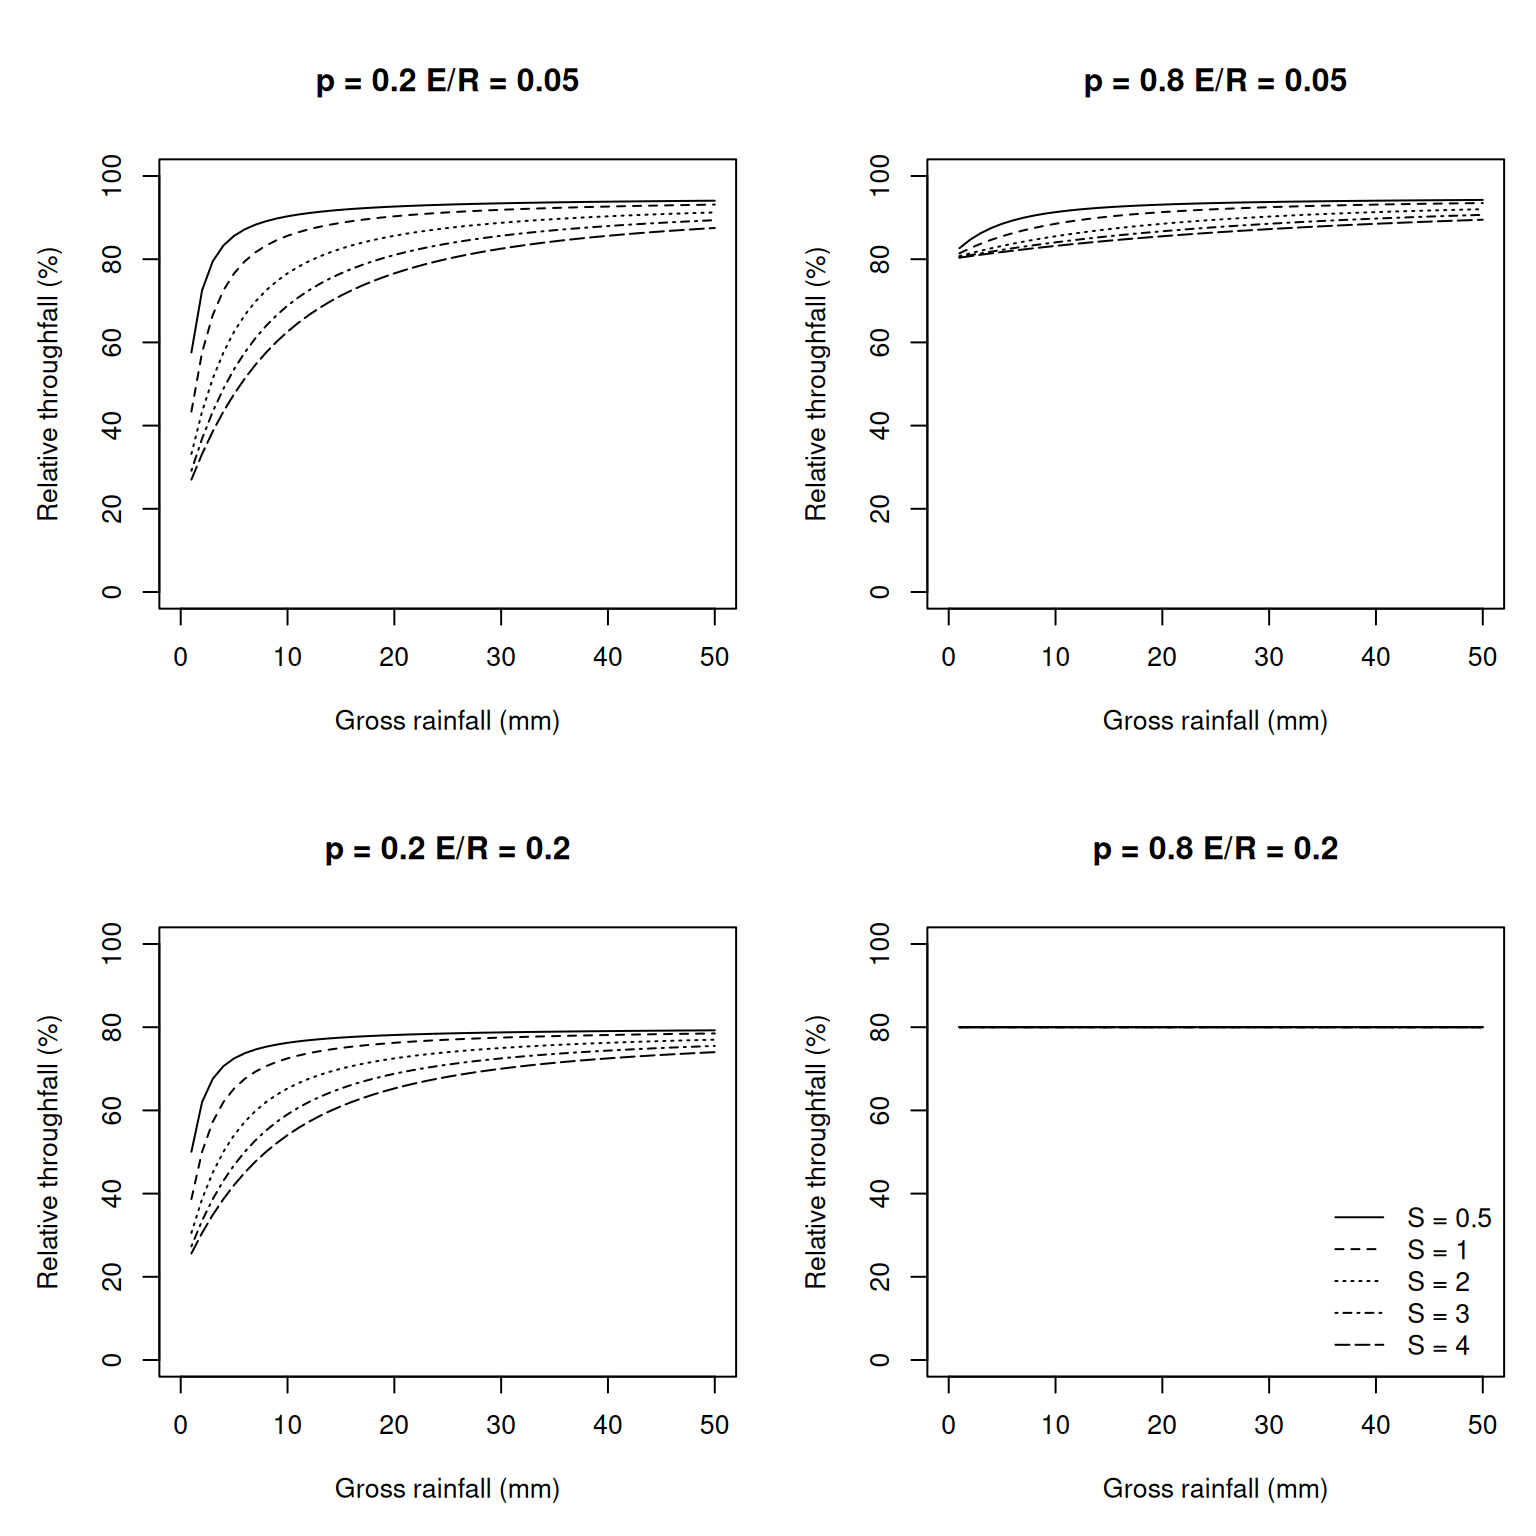 p = 0.2 E/R = 0.05
Relative throughfall (%)
100
80
60
40
20
0
0 10 20 30 40 50
Gross rainfall (mm)
p = 0.8 E/R = 0.05
Relative throughfall (%)
100
80
60
40
20
0
0 10 20 30 40 50
Gross rainfall (mm)
p = 0.2 E/R = 0.2
Relative throughfall (%)
100
80
60
40
20
0
0 10 20 30 40 50
Gross rainfall (mm)
p = 0.8 E/R = 0.2
Relative throughfall (%)
100
80
60
40
20
0
S = 0.5
S = 1
S = 2
S = 3
S = 4
0 10 20 30 40 50
Gross rainfall (mm)